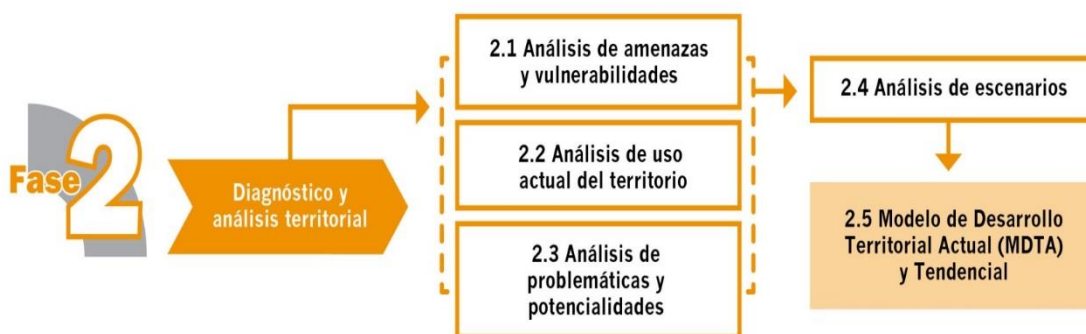 Fase 2
Diagnóstico y
análisis territorial
2.1 Análisis de amenazas
y vulnerabilidades
2.2 Análisis de uso
actual del territorio
2.3 Análisis de
problemáticas y
potencialidades
2.4 Análisis de escenarios
2.5 Modelo de Desarrollo
Territorial Actual (MDTA)
y Tendencial